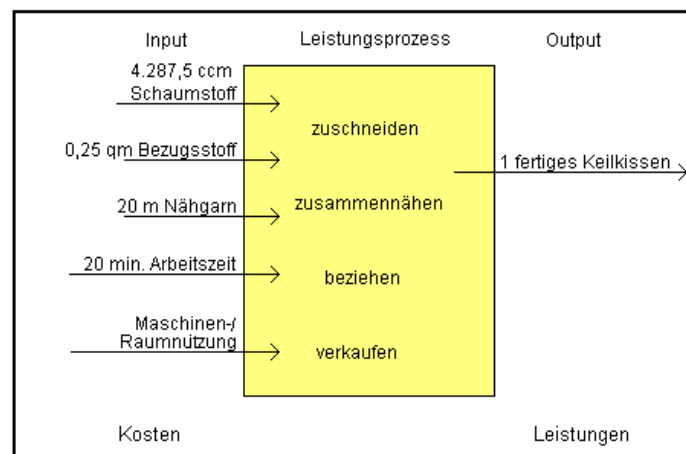 Input Leistungsprozess Output
4.287,5 ccm
Schaumstoff
zuschneiden
0,25 qm Bezugsstoff
1 fertiges Keilkissen
20 m Nähgarn
zusammennähen
20 min. Arbeitszeit
beziehen
Maschinen-/
Raumnutzung
verkaufen
Kosten Leistungen